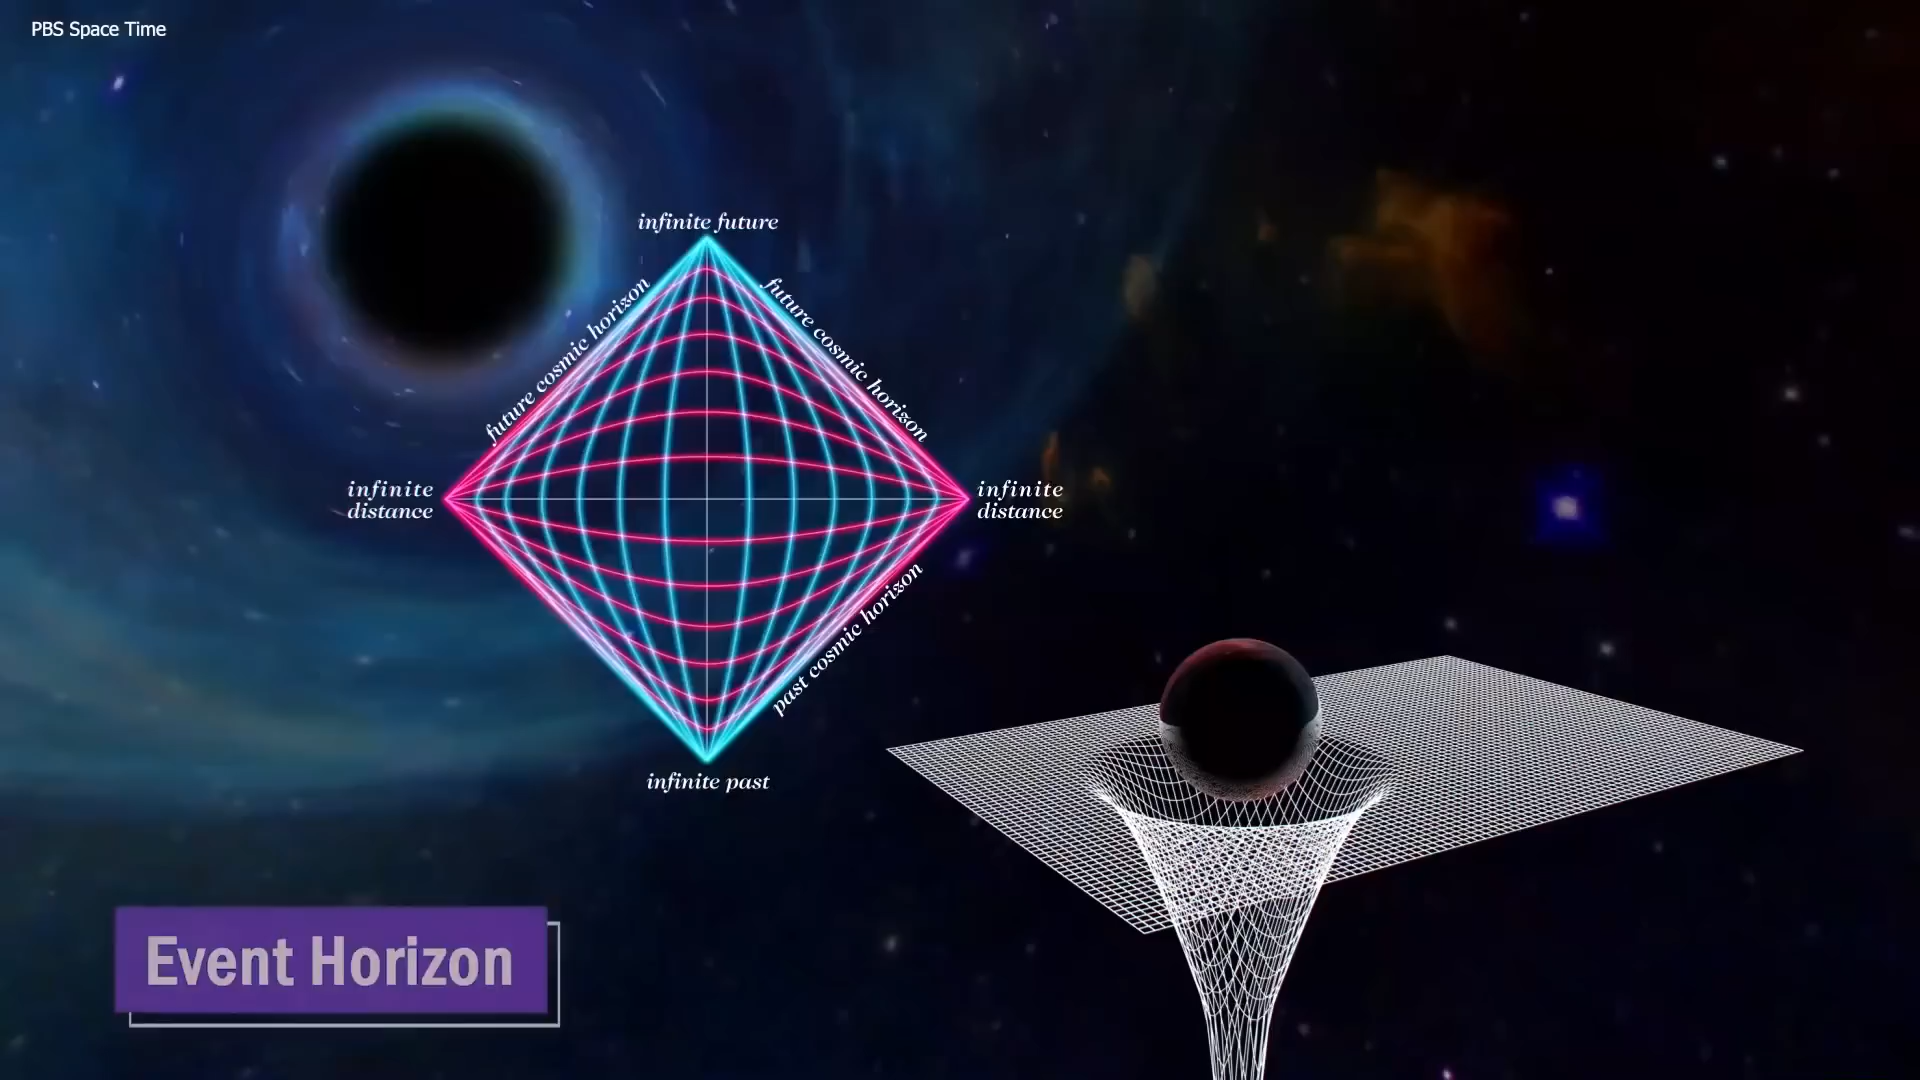 PBS Space Time
infinite future
future cosmic horizon
future cosmic horizon
infinite
distance
infinite
distance
past cosmic horizon
infinite past
Event Horizon